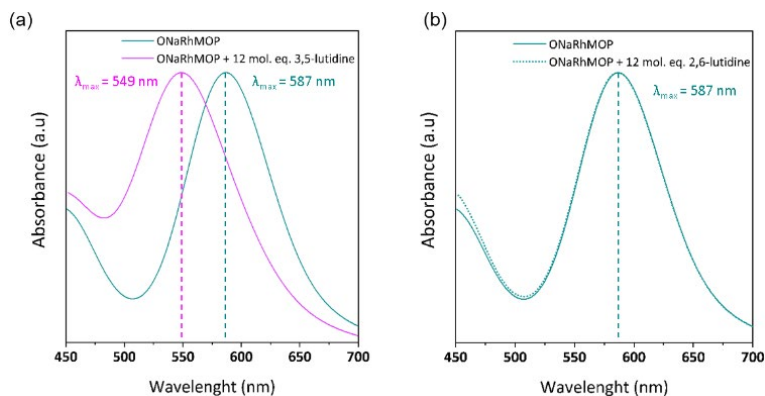 (a)
ONaRhMOP
ONaRhMOP + 12 mol. eq. 3,5-lutidine
λmax = 549 nm
λmax = 587 nm
Absorbance (a.u)
450 500 550 600 650 700
Wavelenght (nm)
(b)
ONaRhMOP
ONaRhMOP + 12 mol. eq. 2,6-lutidine
λmax = 587 nm
Absorbance (a.u)
450 500 550 600 650 700
Wavelenght (nm)